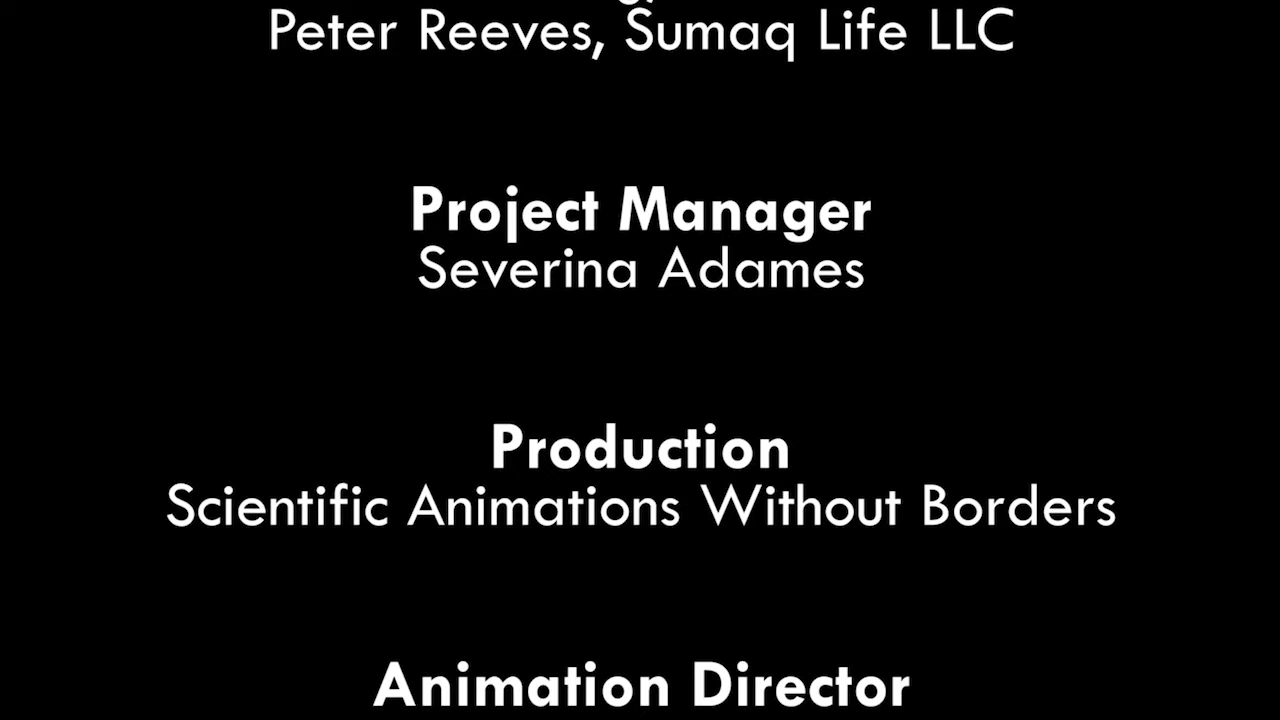 Peter Reeves, Sumaq Life LLC
Project Manager
Severina Adames
Production
Scientific Animations Without Borders
Animation Director